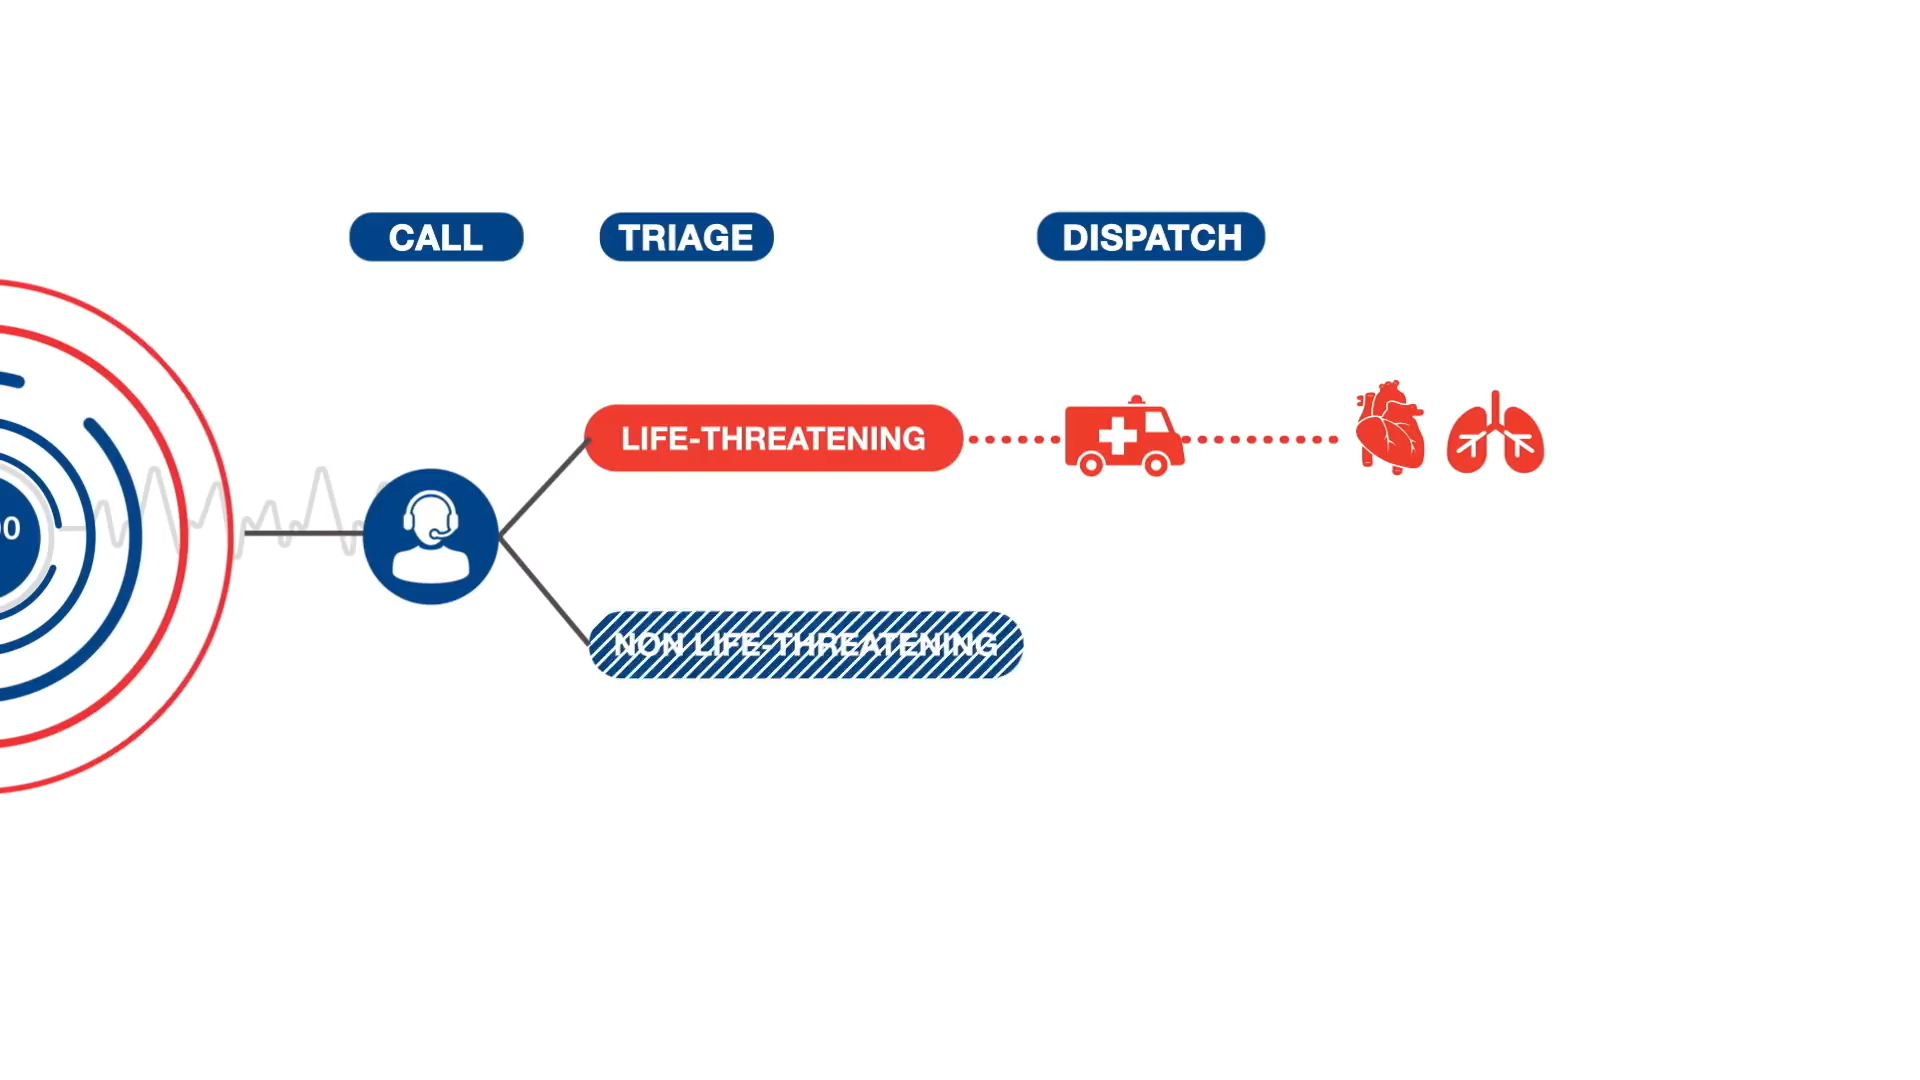 CALL
TRIAGE
DISPATCH
LIFE-THREATENING
NON LIFE-THREATENING